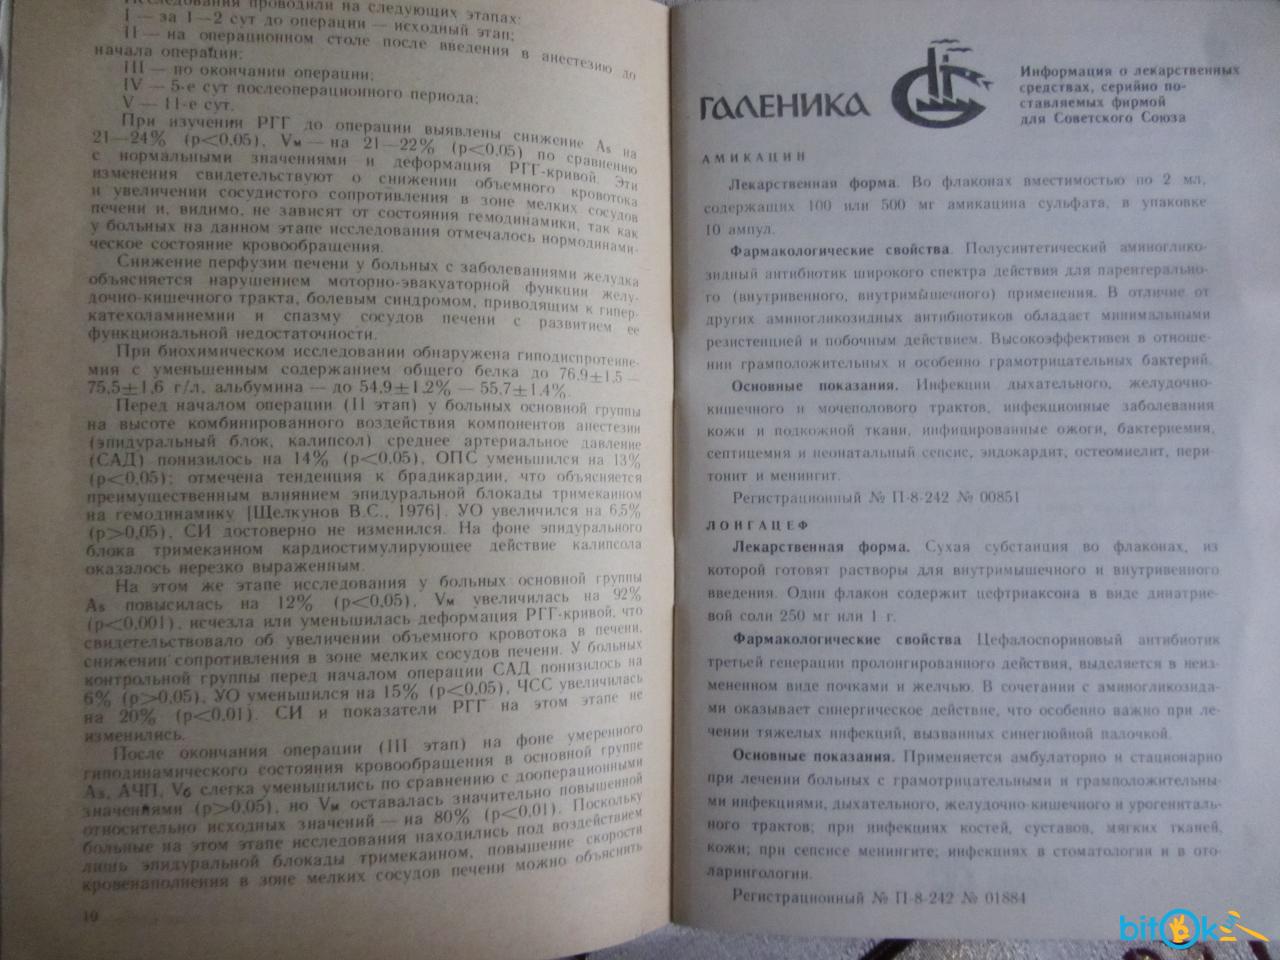 Исследования проводили на следующих этапах:
I — за 1—2 сут до операции — исходный этап;
II — на операционном столе после введения в анестезию до
начала операции;
III — по окончании операции;
IV — 5-е сут послеоперационного периода;
V — 11-е сут.
При изучении РГГ до операции выявлены снижение As на
21—24% (p<0,05), Vм — на 21—22% (p<0,05) по сравнению
с нормальными значениями и деформация РГГ-кривой. Эти
изменения свидетельствуют о снижении объемного кровотока
и увеличении сосудистого сопротивления в зоне мелких сосудов
печени и, видимо, не зависят от состояния гемодинамики, так как
у больных на данном этапе исследования отмечалось нормодинами-
ческое состояние кровообращения.
Снижение перфузии печени у больных с заболеваниями желудка
объясняется нарушением моторно-эвакуаторной функции желу-
дочно-кишечного тракта, болевым синдромом, приводящим к гипер-
катехоламинемии и спазму сосудов печени с развитием ее
функциональной недостаточности.
При биохимическом исследовании обнаружена гиподиспротеине-
мия с уменьшенным содержанием общего белка до 76,9±1,5 —
75,5±1,6 г/л, альбумина — до 54,9±1,2% — 55,7±1,4%.
Перед началом операции (II этап) у больных основной группы
на высоте комбинированного воздействия компонентов анестезии
(эпидуральный блок, калипсол) среднее артериальное давление
(САД) понизилось на 14% (p<0,05), ОПС уменьшился на 13%
(p<0,05); отмечена тенденция к брадикардии, что объясняется
преимущественным влиянием эпидуральной блокады тримекаином
на гемодинамику [Щелкунов В.С., 1976]. УО увеличился на 6,5%
(p>0,05), СИ достоверно не изменился. На фоне эпидурального
блока тримекаином кардиостимулирующее действие калипсола
оказалось нерезко выраженным.
На этом же этапе исследования у больных основной группы
As повысилась на 12% (p<0,05), Vм увеличилась на 92%
(p<0,001), исчезла или уменьшилась деформация РГГ-кривой, что
свидетельствовало об увеличении объемного кровотока в печени,
снижении сопротивления в зоне мелких сосудов печени. У больных
контрольной группы перед началом операции САД понизилось на
6% (p>0,05), УО уменьшился на 15% (p<0,05), ЧСС увеличилась
на 20% (p<0,01). СИ и показатели РГГ на этом этапе не
изменились.
После окончания операции (III этап) на фоне умеренного
гиподинамического состояния кровообращения в основной группе
As, АЧП, Vб слегка уменьшились по сравнению с дооперационными
значениями (p>0,05), но Vм оставалась значительно повышенной
относительно исходных значений — на 80% (p<0,01). Поскольку
больные на этом этапе исследования находились под воздействием
лишь эпидуральной блокады тримекаином, повышение скорости
кровенаполнения в зоне мелких сосудов печени можно объяснить
10
ГАЛЕНИКА
Информация о лекарственных
средствах, серийно по-
ставляемых фирмой
для Советского Союза
АМИКАЦИН
Лекарственная форма. Во флаконах вместимостью по 2 мл,
содержащих 100 или 500 мг амикацина сульфата, в упаковке
10 ампул.
Фармакологические свойства. Полусинтетический аминоглико-
зидный антибиотик широкого спектра действия для парентерально-
го (внутривенного, внутримышечного) применения. В отличие от
других аминогликозидных антибиотиков обладает минимальными
резистенцией и побочным действием. Высокоэффективен в отноше-
нии грамположительных и особенно грамотрицательных бактерий.
Основные показания. Инфекции дыхательного, желудочно-
кишечного и мочеполового трактов, инфекционные заболевания
кожи и подкожной ткани, инфицированные ожоги, бактериемия,
септицемия и неонатальный сепсис, эндокардит, остеомиелит, пери-
тонит и менингит.
Регистрационный № П-8-242 № 00851
ЛОНГАЦЕФ
Лекарственная форма. Сухая субстанция во флаконах, из
которой готовят растворы для внутримышечного и внутривенного
введения. Один флакон содержит цефтриаксона в виде динатрие-
вой соли 250 мг или 1 г.
Фармакологические свойства Цефалоспориновый антибиотик
третьей генерации пролонгированного действия, выделяется в неиз-
мененном виде почками и желчью. В сочетании с аминогликозида-
ми оказывает синергическое действие, что особенно важно при ле-
чении тяжелых инфекций, вызванных синегнойной палочкой.
Основные показания. Применяется амбулаторно и стационарно
при лечении больных с грамотрицательными и грамположительны-
ми инфекциями, дыхательного, желудочно-кишечного и урогениталь-
ного трактов; при инфекциях костей, суставов, мягких тканей,
кожи; при сепсисе менингите; инфекциях в стоматологии и в ото-
ларингологии.
Регистрационный № П-8-242 № 01884
bitOk